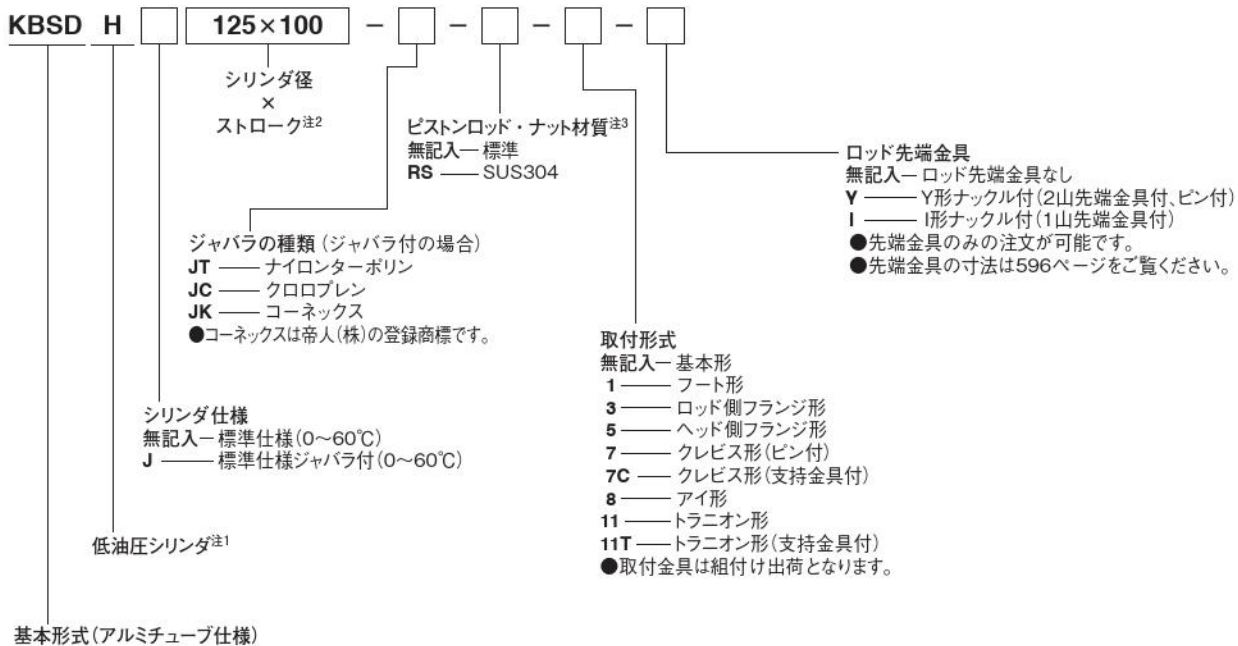 KBSD H □ 125×100 － □ － □ － □ － □
シリンダ径
×
ストローク注2
ピストンロッド・ナット材質注3
無記入─標準
RS ── SUS304
ロッド先端金具
無記入─ロッド先端金具なし
Y ── Y形ナックル付(2山先端金具付、ピン付)
I ── I形ナックル付(1山先端金具付)
●先端金具のみの注文が可能です。
●先端金具の寸法は596ページをご覧ください。
ジャバラの種類(ジャバラ付の場合)
JT ── ナイロンターポリン
JC ── クロロプレン
JK ── コーネックス
●コーネックスは帝人(株)の登録商標です。
取付形式
無記入─基本形
1 ── フート形
3 ── ロッド側フランジ形
5 ── ヘッド側フランジ形
7 ── クレビス形(ピン付)
7C ── クレビス形(支持金具付)
8 ── アイ形
11 ── トラニオン形
11T ── トラニオン形(支持金具付)
●取付金具は組付け出荷となります。
シリンダ仕様
無記入─標準仕様(0～60℃)
J ── 標準仕様ジャバラ付(0～60℃)
低油圧シリンダ注1
基本形式(アルミチューブ仕様)